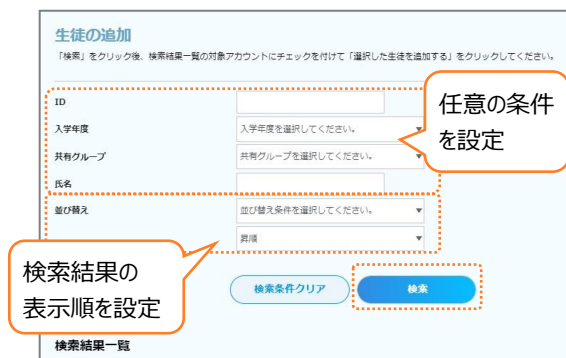 生徒の追加
「検索」をクリック後、検索結果一覧の対象アカウントにチェックを付けて「選択した生徒を追加する」をクリックしてください。
ID
入学年度
入学年度を選択してください。
任意の条件
を設定
共有グループ
共有グループを選択してください。
氏名
並び替え
並び替え条件を選択してください。
昇順
検索結果の
表示順を設定
検索条件クリア
検索
検索結果一覧